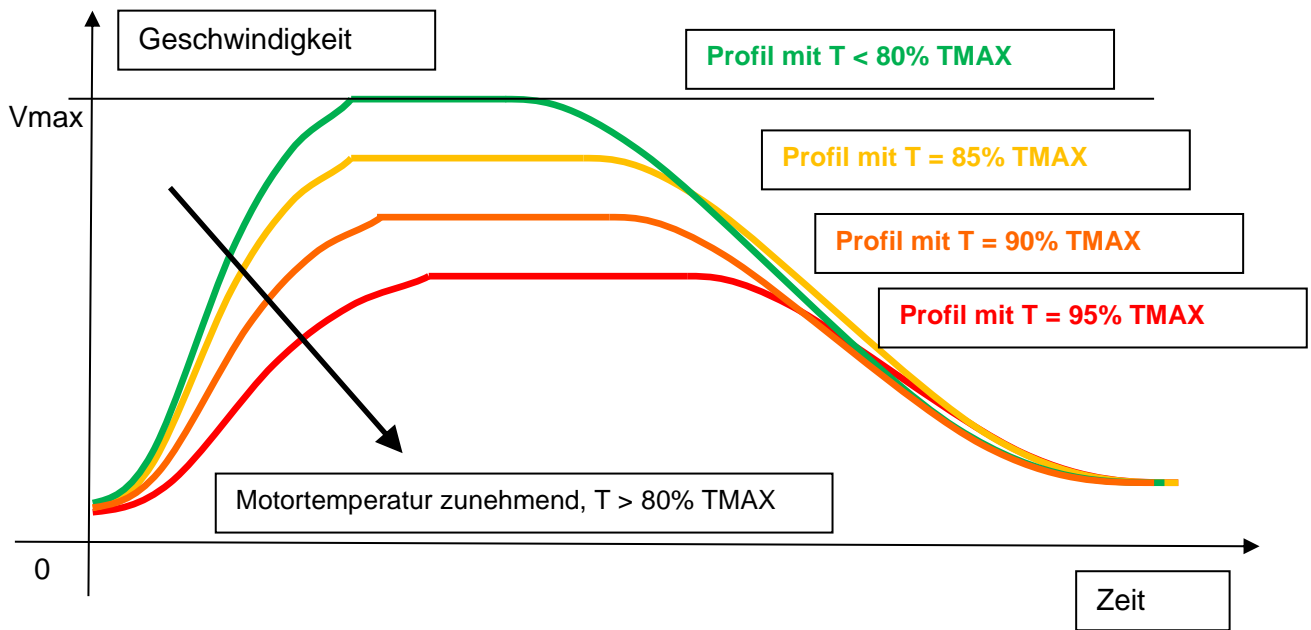 Geschwindigkeit
Profil mit T < 80% TMAX
Vmax
Profil mit T = 85% TMAX
Profil mit T = 90% TMAX
Profil mit T = 95% TMAX
Motortemperatur zunehmend, T > 80% TMAX
0
Zeit